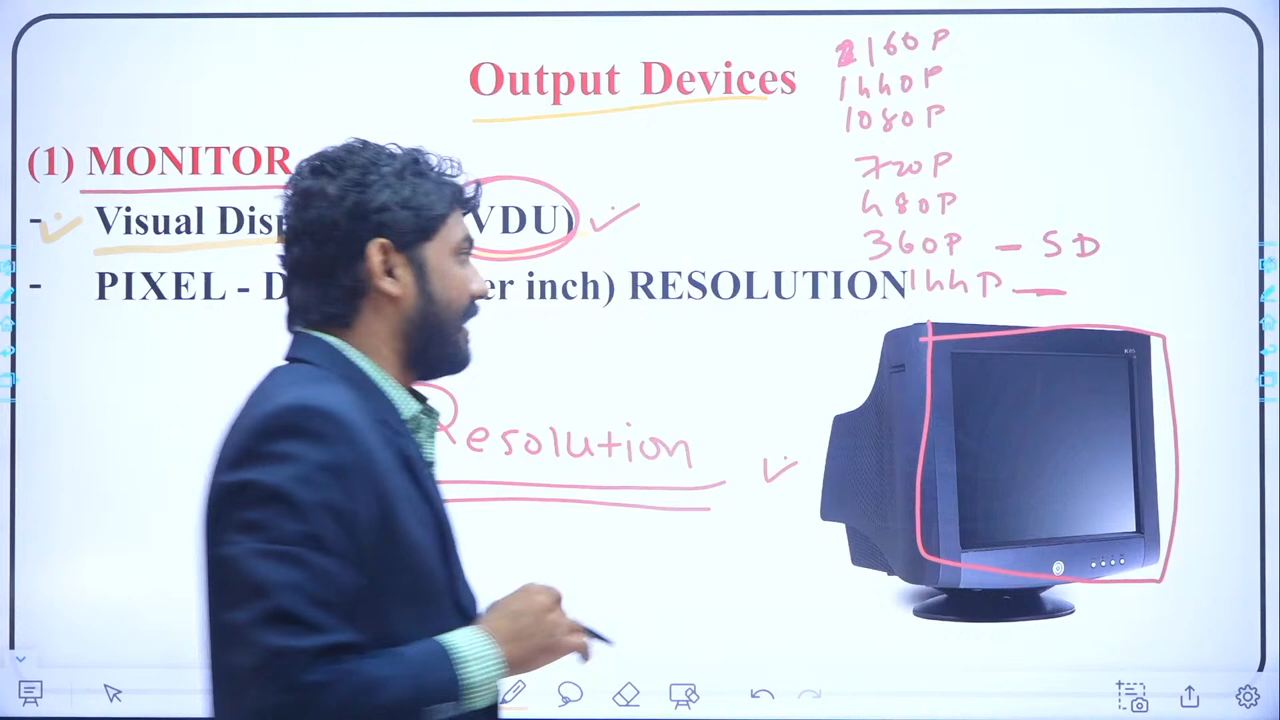 Output Devices
2160P
1440P
1080P
720P
480P
360P - SD
144P -
(1) MONITOR
- Visual Disp VDU)
- PIXEL - D er inch) RESOLUTION
Resolution